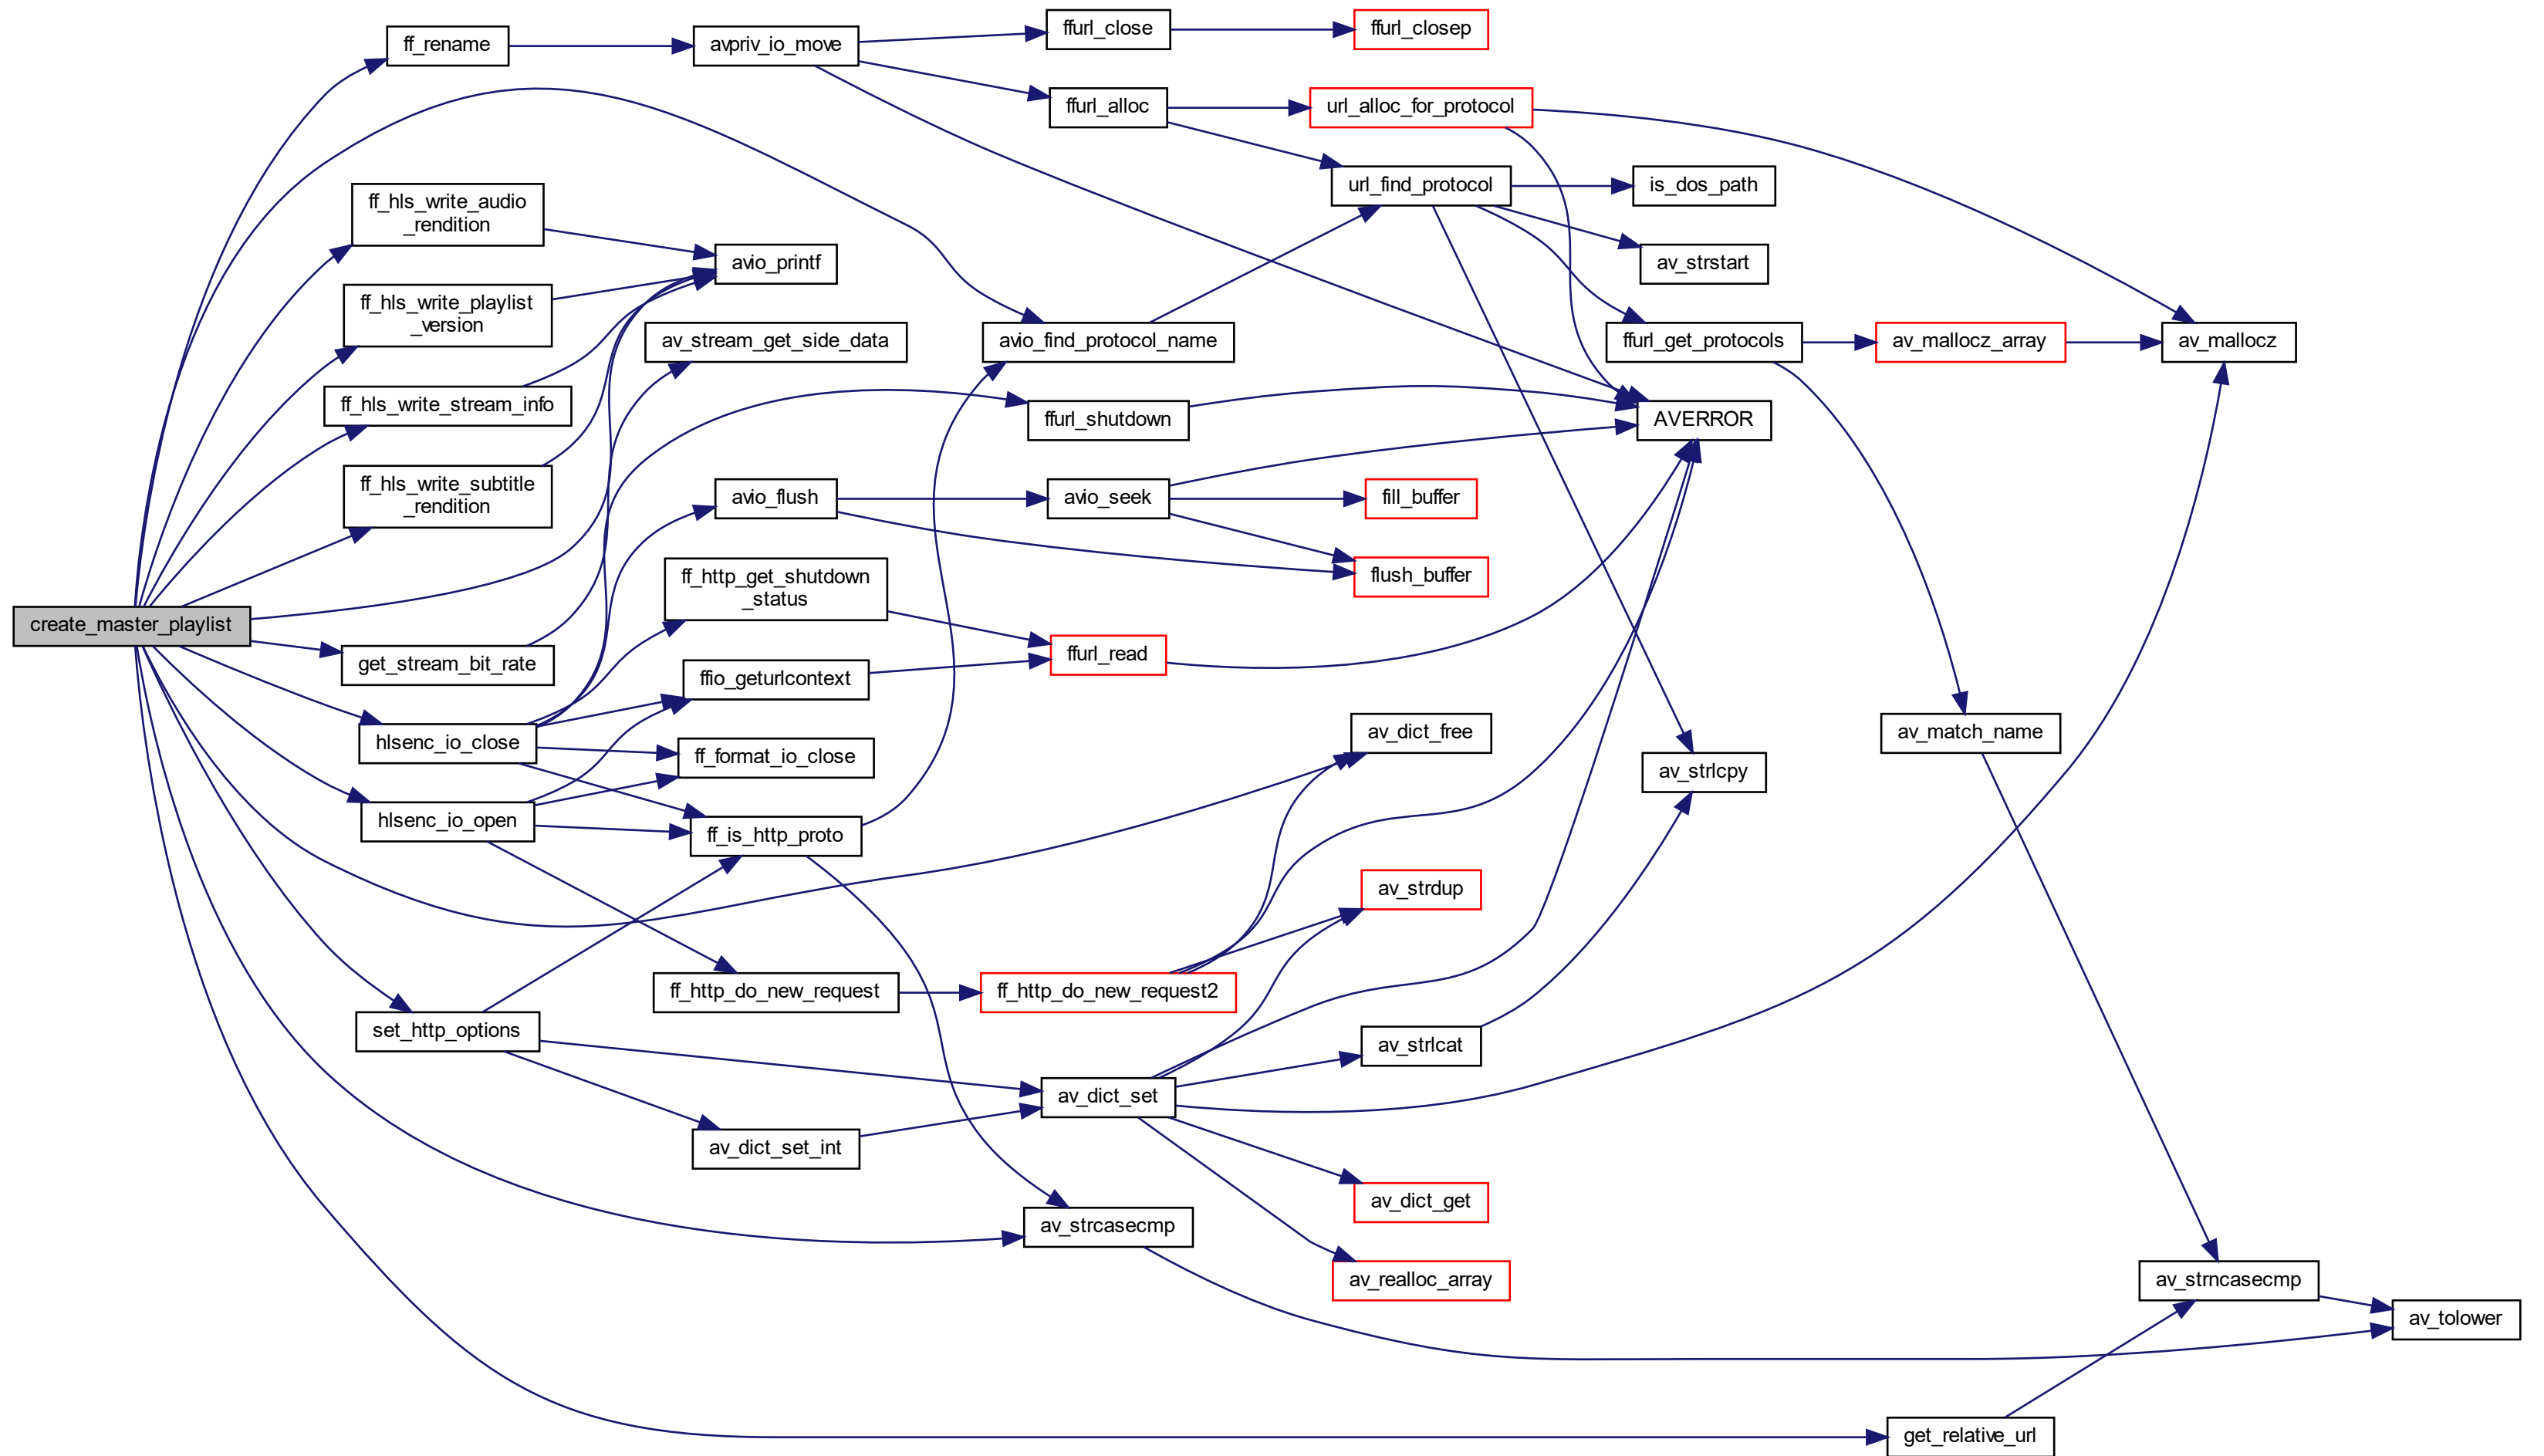 create_master_playlist
ff_rename
ff_hls_write_audio
_rendition
ff_hls_write_playlist
_version
ff_hls_write_stream_info
ff_hls_write_subtitle
_rendition
get_stream_bit_rate
hlsenc_io_close
hlsenc_io_open
set_http_options
avpriv_io_move
avio_printf
av_stream_get_side_data
avio_flush
ff_http_get_shutdown
_status
ffio_geturlcontext
ff_format_io_close
ff_is_http_proto
ff_http_do_new_request
av_dict_set_int
ffurl_close
ffurl_alloc
avio_find_protocol_name
ffurl_shutdown
avio_seek
ffurl_read
ff_http_do_new_request2
av_dict_set
av_strcasecmp
ffurl_closep
url_alloc_for_protocol
url_find_protocol
fill_buffer
flush_buffer
av_dict_free
av_strdup
av_strlcat
av_dict_get
av_realloc_array
is_dos_path
av_strstart
ffurl_get_protocols
AVERROR
av_strlcpy
av_mallocz_array
av_match_name
get_relative_url
av_mallocz
av_strncasecmp
av_tolower